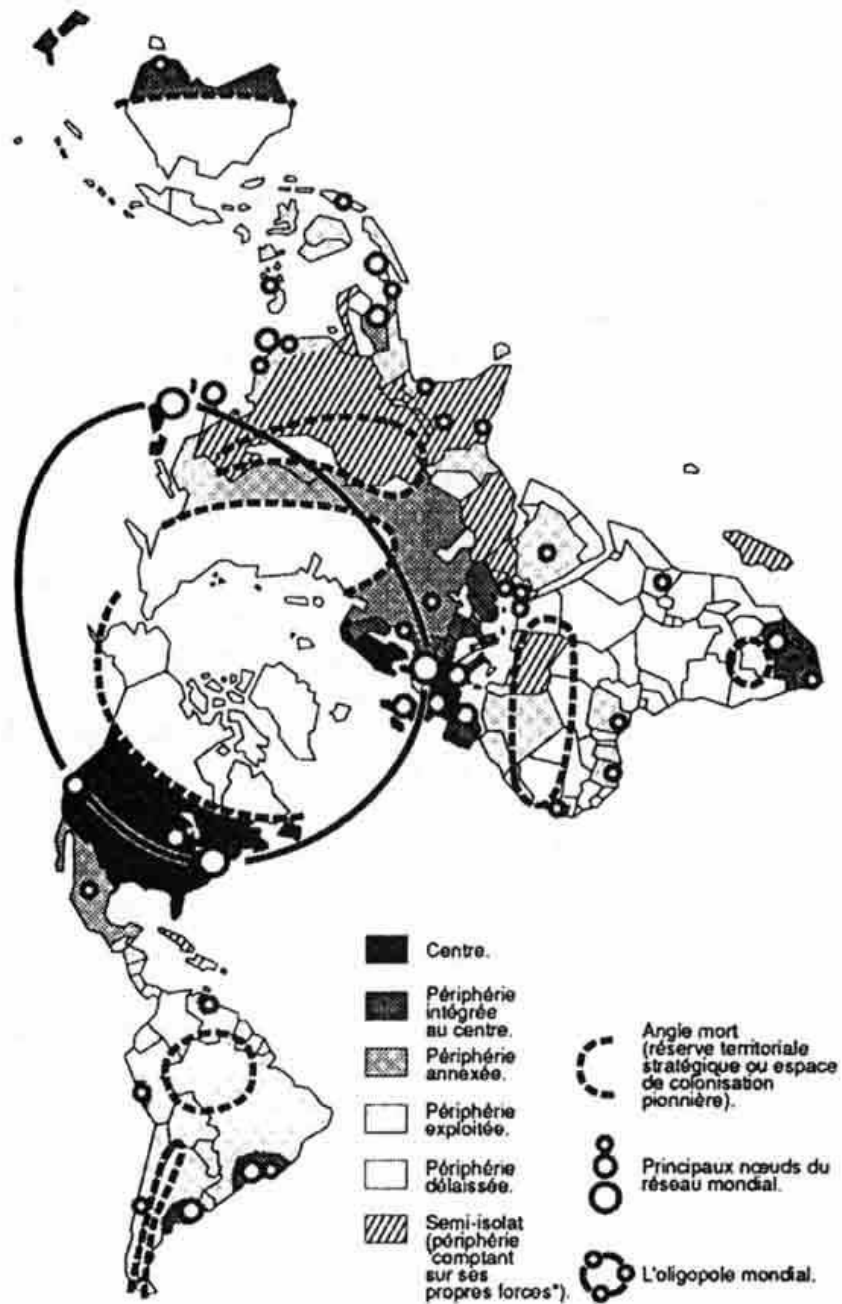 Centre.
Périphérie
intégrée
au centre.
Périphérie
annexée.
Périphérie
exploitée.
Périphérie
délaissée.
Semi-isolat
(périphérie
"comptant
sur ses
propres forces").
Angle mort
(réserve territoriale
stratégique ou espace
de colonisation
pionnière).
Principaux nœuds du
réseau mondial.
L'oligopole mondial.